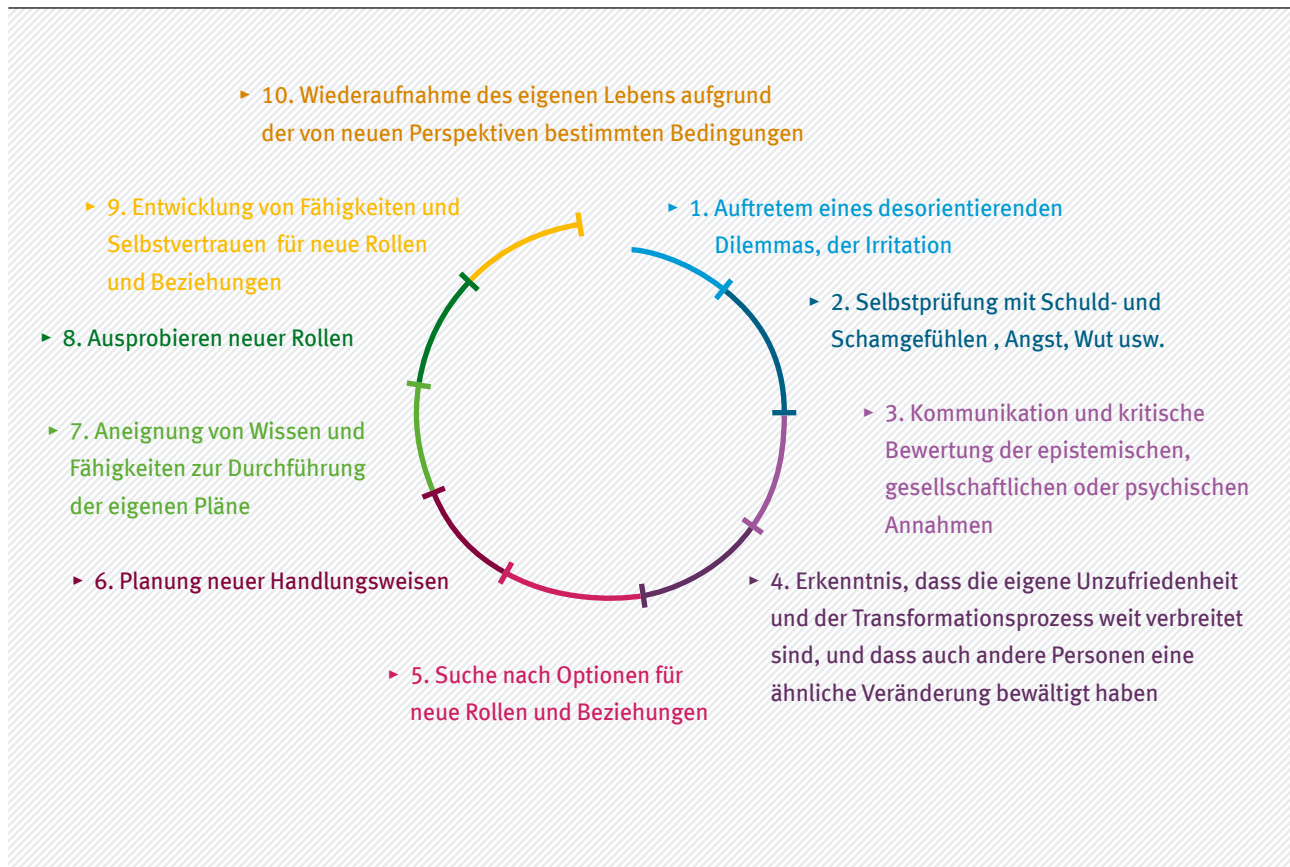 ► 10. Wiederaufnahme des eigenen Lebens aufgrund
der von neuen Perspektiven bestimmten Bedingungen
► 1. Auftretem eines desorientierenden
Dilemmas, der Irritation
► 2. Selbstprüfung mit Schuld- und
Schamgefühlen , Angst, Wut usw.
► 3. Kommunikation und kritische
Bewertung der epistemischen,
gesellschaftlichen oder psychischen
Annahmen
► 4. Erkenntnis, dass die eigene Unzufriedenheit
und der Transformationsprozess weit verbreitet
sind, und dass auch andere Personen eine
ähnliche Veränderung bewältigt haben
► 5. Suche nach Optionen für
neue Rollen und Beziehungen
► 6. Planung neuer Handlungsweisen
► 7. Aneignung von Wissen und
Fähigkeiten zur Durchführung
der eigenen Pläne
► 8. Ausprobieren neuer Rollen
► 9. Entwicklung von Fähigkeiten und
Selbstvertrauen für neue Rollen
und Beziehungen